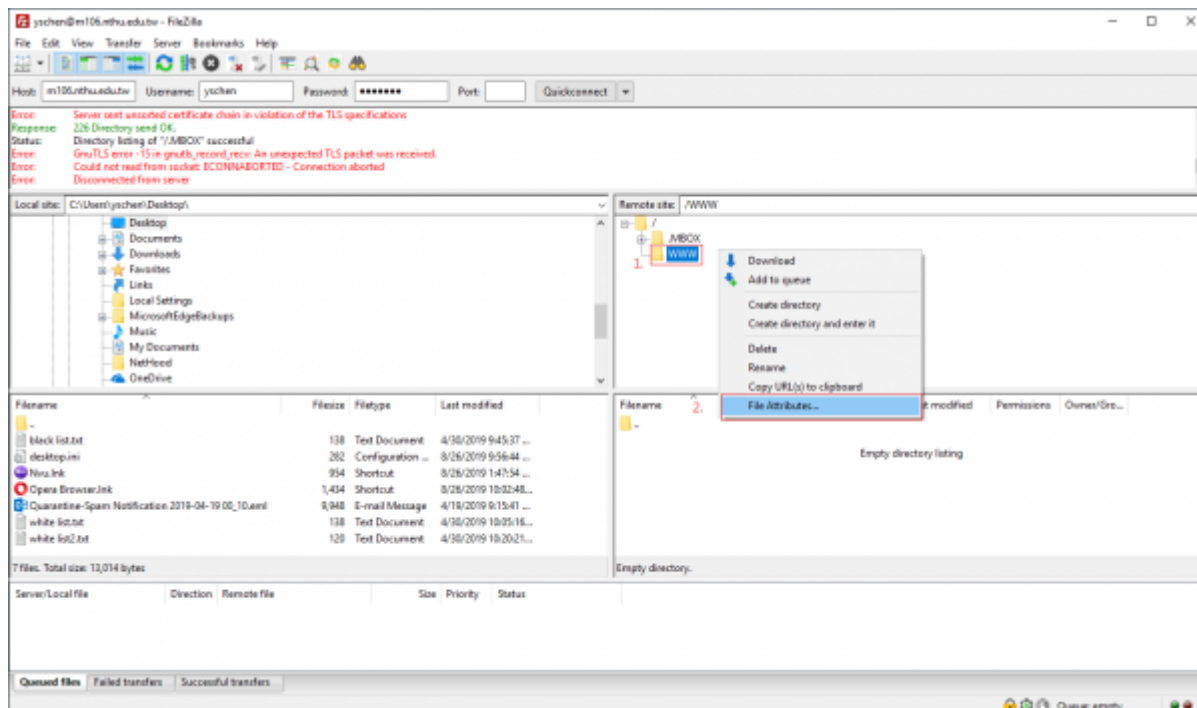 yschen@m106.nthu.edu.tw - FileZilla
File Edit View Transfer Server Bookmarks Help
Host: m106.nthu.edu.tw Username: yschen Password: ●●●●●●● Port: Quickconnect
Error: Server sent unsorted certificate chain in violation of the TLS specifications
Response: 226 Directory send OK.
Status: Directory listing of "/.MBOX" successful
Error: GnuTLS error -15 in gnutls_record_recv: An unexpected TLS packet was received.
Error: Could not read from socket: ECONNABORTED - Connection aborted
Error: Disconnected from server
Local site: C:\Users\yschen\Desktop\
Desktop
Documents
Downloads
Favorites
Links
Local Settings
MicrosoftEdgeBackups
Music
My Documents
NetHood
OneDrive
Remote site: /WWW
/
.MBOX
1. WWW
Download
Add to queue
Create directory
Create directory and enter it
Delete
Rename
Copy URL(s) to clipboard
2. File Attributes...
Filename Filesize Filetype Last modified
..
black list.txt 138 Text Document 4/30/2019 9:45:37 ...
desktop.ini 282 Configuration ... 8/26/2019 9:56:44 ...
Nvu.lnk 954 Shortcut 8/26/2019 1:47:54 ...
Opera Browser.lnk 1,434 Shortcut 8/26/2019 10:02:48...
Quarantine-Spam Notification 2019-04-19 00_10.eml 9,948 E-mail Message 4/19/2019 9:15:41 ...
white list.txt 138 Text Document 4/30/2019 10:05:16...
white list2.txt 120 Text Document 4/30/2019 10:20:21...
7 files. Total size: 13,014 bytes
Filename st modified Permissions Owner/Gro...
..
Empty directory listing
Empty directory.
Server/Local file Direction Remote file Size Priority Status
Queued files Failed transfers Successful transfers
Queue: empty